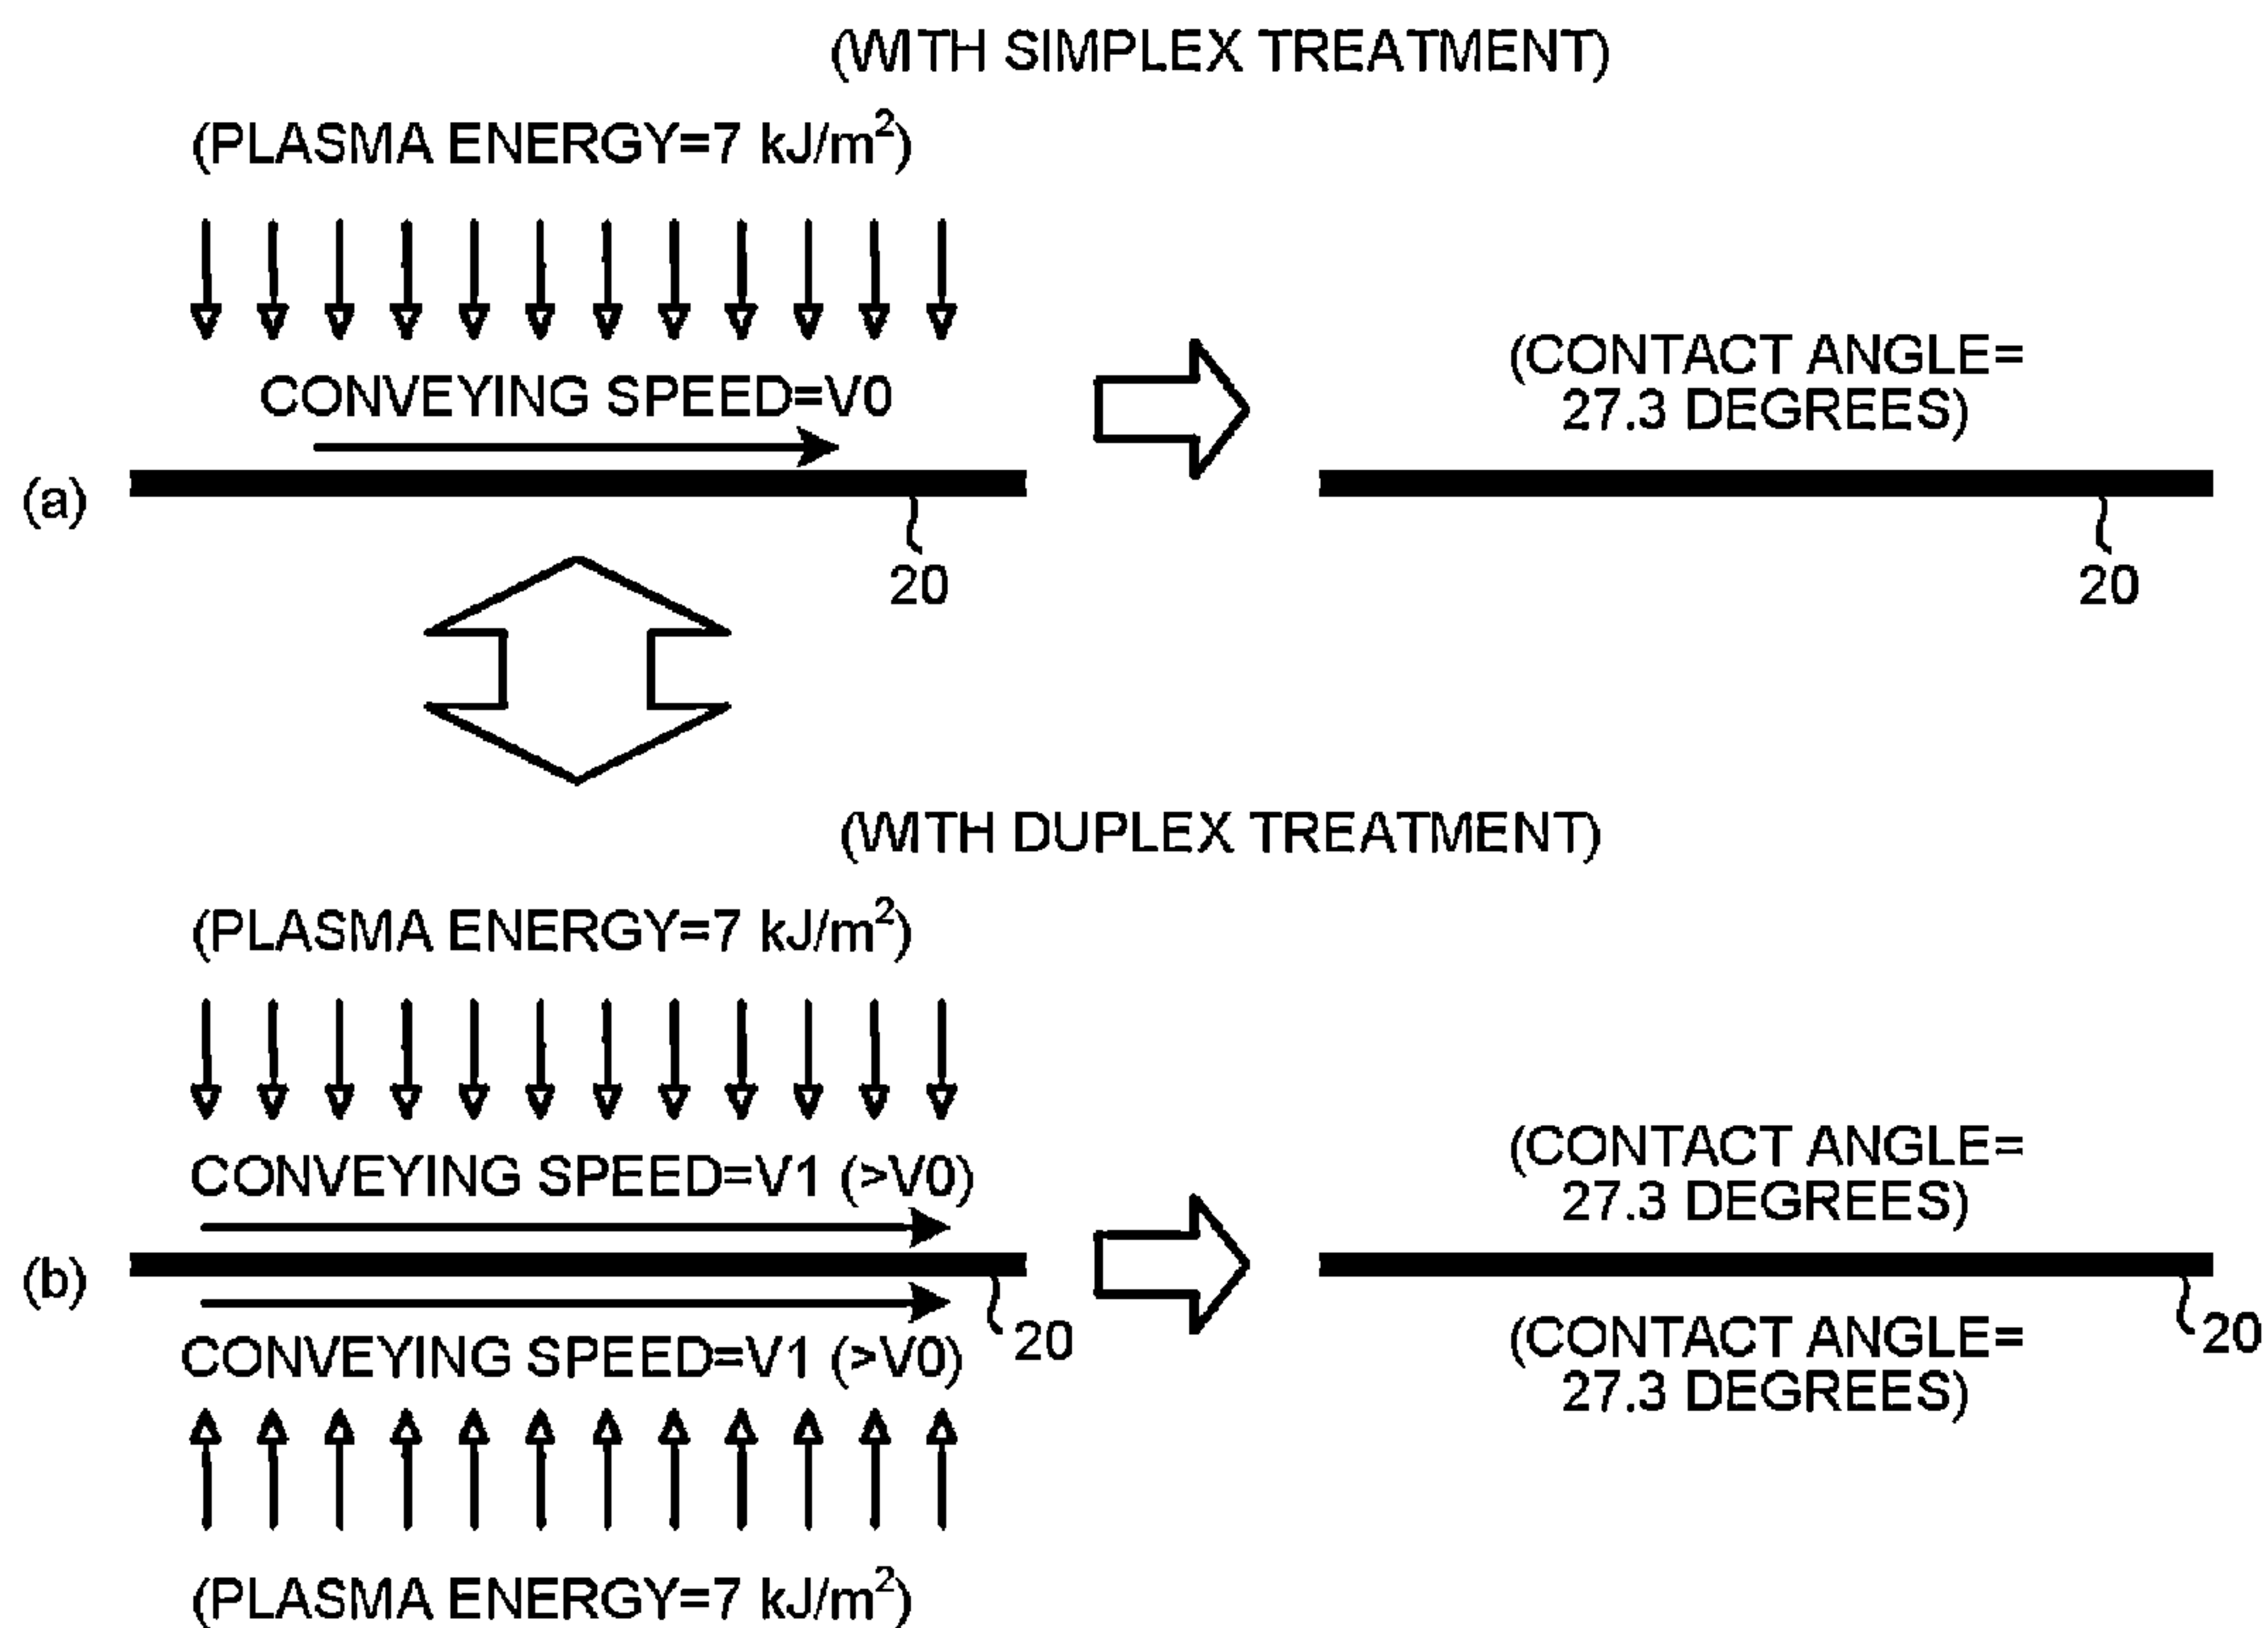 (WITH SIMPLEX TREATMENT)
(PLASMA ENERGY=7 kJ/m²)
CONVEYING SPEED=V0
(CONTACT ANGLE=
27.3 DEGREES)
(a)
20
20
(WITH DUPLEX TREATMENT)
(PLASMA ENERGY=7 kJ/m²)
CONVEYING SPEED=V1 (>V0)
(CONTACT ANGLE=
27.3 DEGREES)
(b)
20
20
CONVEYING SPEED=V1 (>V0)
(CONTACT ANGLE=
27.3 DEGREES)
(PLASMA ENERGY=7 kJ/m²)